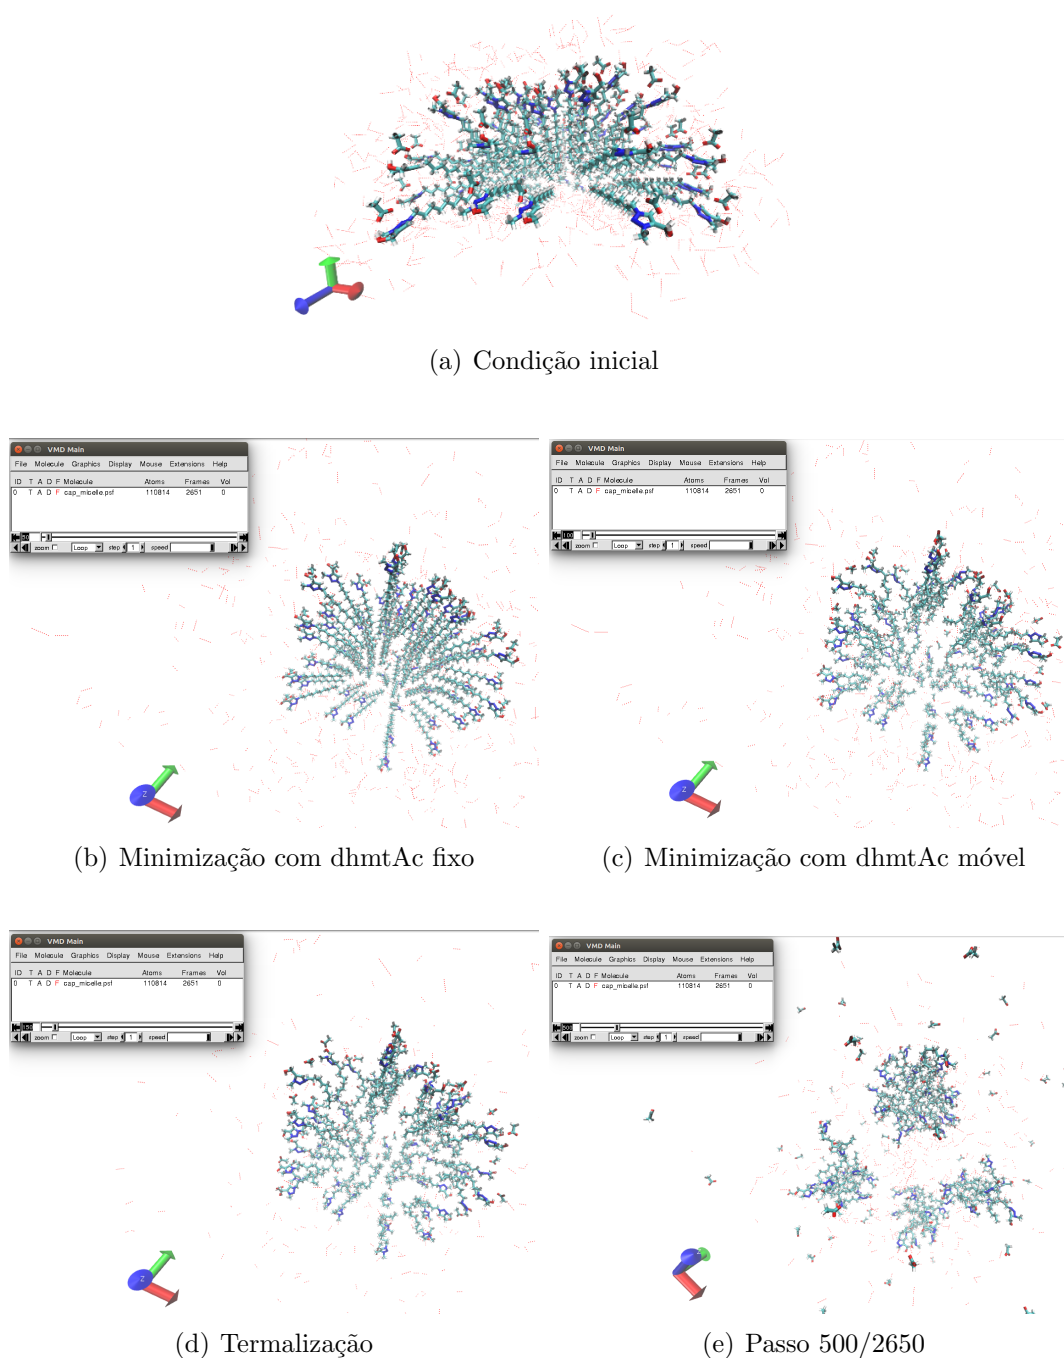 (a) Condição inicial
VMD Main
File Molecule Graphics Display Mouse Extensions Help
ID T A D F Molecule Atoms Frames Vol
0 T A D F cap_micelle.psf 110814 2651 0
zoom Loop step 1 speed
VMD Main
File Molecule Graphics Display Mouse Extensions Help
ID T A D F Molecule Atoms Frames Vol
0 T A D F cap_micelle.psf 110814 2651 0
zoom Loop step 1 speed
Z
Z
(b) Minimização com dhmtAc fixo
(c) Minimização com dhmtAc móvel
VMD Main
File Molecule Graphics Display Mouse Extensions Help
ID T A D F Molecule Atoms Frames Vol
0 T A D F cap_micelle.psf 110814 2651 0
zoom Loop step 1 speed
VMD Main
File Molecule Graphics Display Mouse Extensions Help
ID T A D F Molecule Atoms Frames Vol
0 T A D F cap_micelle.psf 110814 2651 0
zoom Loop step 1 speed
Z
(d) Termalização
(e) Passo 500/2650